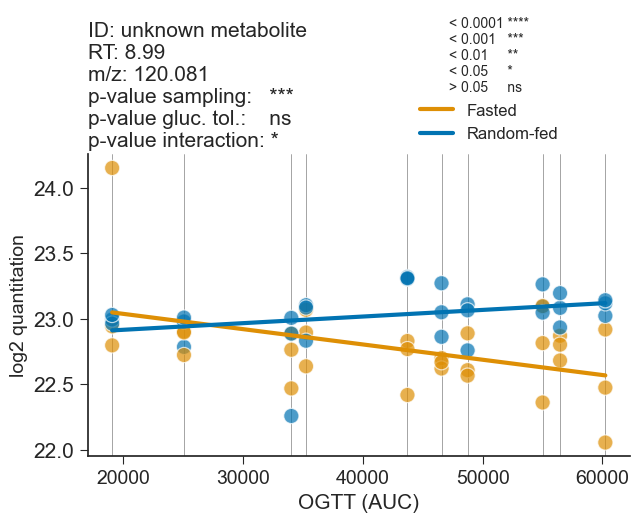 ID: unknown metabolite
RT: 8.99
m/z: 120.081
p-value sampling: ***
p-value gluc. tol.: ns
p-value interaction: *
< 0.0001 ****
< 0.001 ***
< 0.01 **
< 0.05 *
> 0.05 ns
Fasted
Random-fed
log2 quantitation
24.0
23.5
23.0
22.5
22.0
20000 30000 40000 50000 60000
OGTT (AUC)